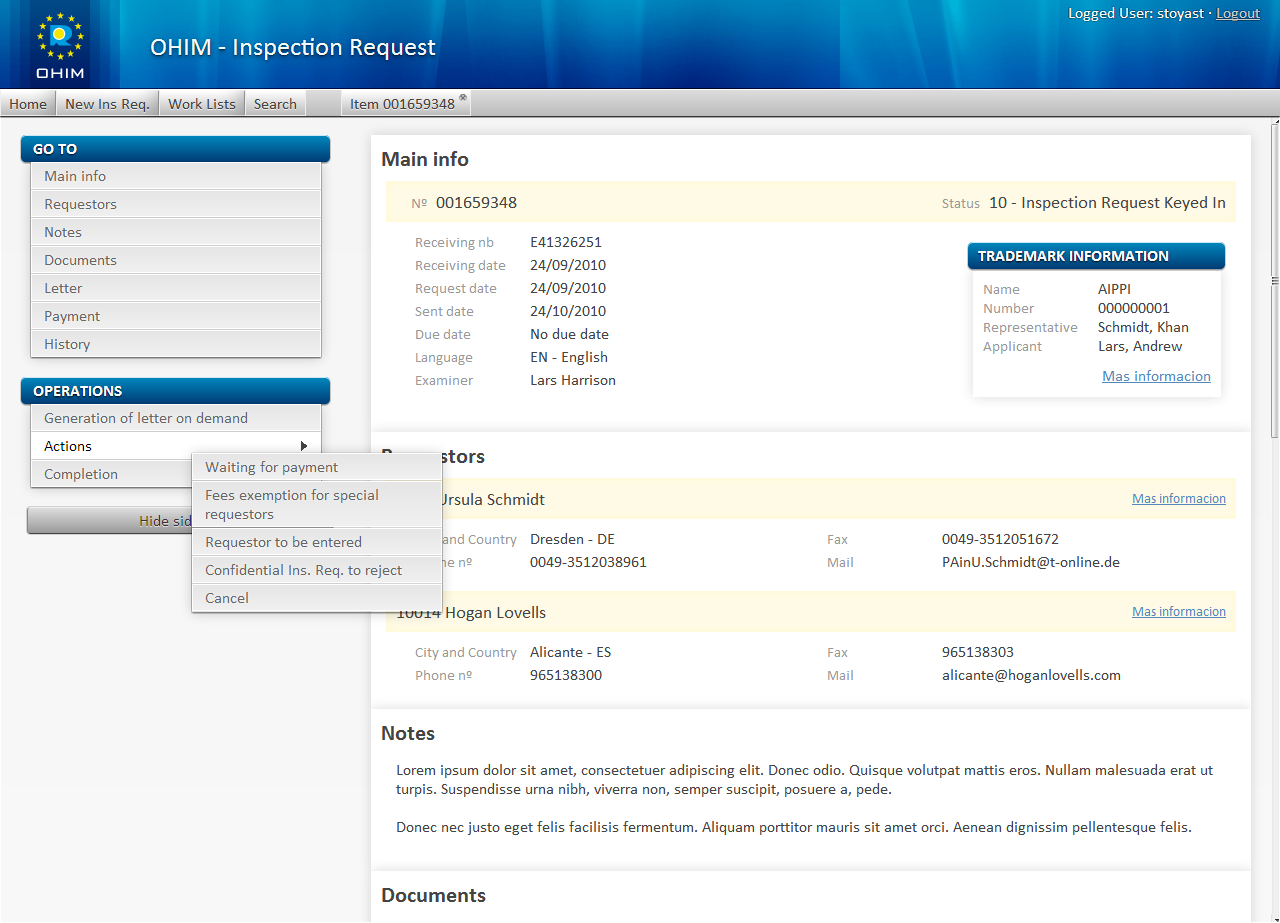 Logged User: stoyast · Logout
OHIM
OHIM - Inspection Request
Home New Ins Req. Work Lists Search Item 001659348
GO TO
Main info
Requestors
Notes
Documents
Letter
Payment
History
OPERATIONS
Generation of letter on demand
Actions
Completion
Hide
Waiting for payment
Fees exemption for special
requestors
Requestor to be entered
Confidential Ins. Req. to reject
Cancel
Main info
Nº 001659348 Status 10 - Inspection Request Keyed In
Receiving nb E41326251
Receiving date 24/09/2010
Request date 24/09/2010
Sent date 24/10/2010
Due date No due date
Language EN - English
Examiner Lars Harrison
TRADEMARK INFORMATION
Name AIPPI
Number 000000001
Representative Schmidt, Khan
Applicant Lars, Andrew
Mas informacion
Requestors
Ursula Schmidt Mas informacion
and Country Dresden - DE Fax 0049-3512051672
nº 0049-3512038961 Mail PAinU.Schmidt@t-online.de
10014 Hogan Lovells Mas informacion
City and Country Alicante - ES Fax 965138303
Phone nº 965138300 Mail alicante@hoganlovells.com
Notes
Lorem ipsum dolor sit amet, consectetuer adipiscing elit. Donec odio. Quisque volutpat mattis eros. Nullam malesuada erat ut
turpis. Suspendisse urna nibh, viverra non, semper suscipit, posuere a, pede.
Donec nec justo eget felis facilisis fermentum. Aliquam porttitor mauris sit amet orci. Aenean dignissim pellentesque felis.
Documents